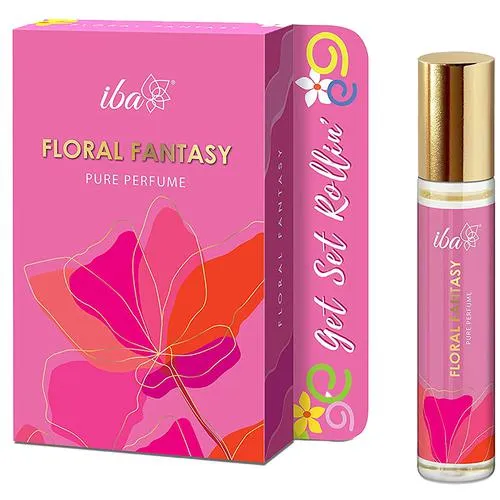 iba®
FLORAL FANTASY
PURE PERFUME
FLORAL FANTASY
Get Set Rollin'
iba
FLORAL FANTASY
PURE PERFUME